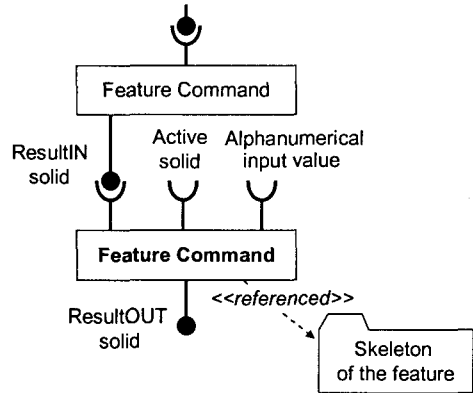 Feature Command
ResultIN
solid
Active
solid
Alphanumerical
input value
Feature Command
<<referenced>>
ResultOUT
solid
Skeleton
of the feature